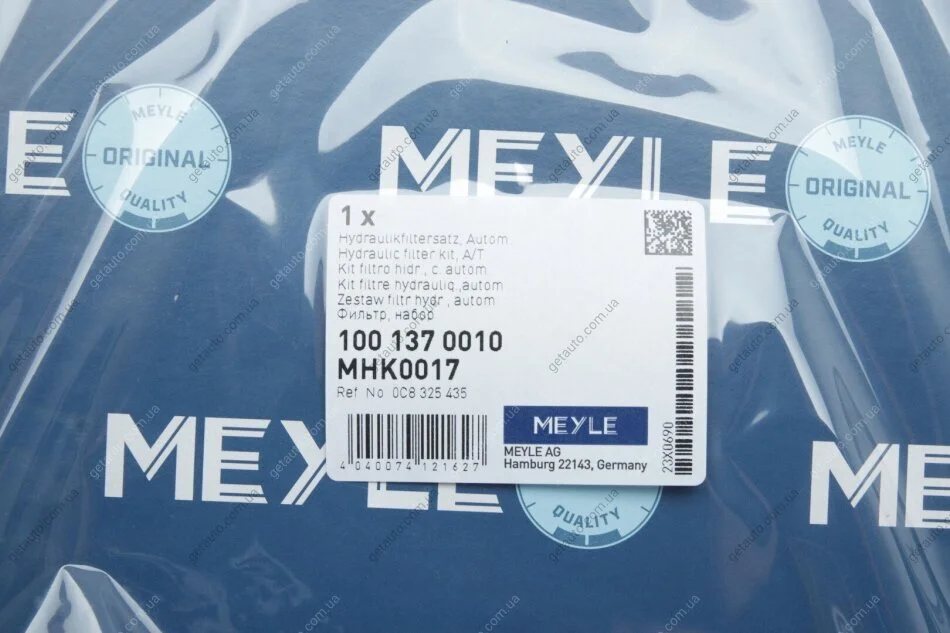 E
MEYLE
ORIGINAL
QUALITY
MEYLE
MEYLE
ORIGINAL
QUALITY
1 x
Hydraulikfiltersatz, Autom
Hydraulic filter kit, A/T
Kit filtro hidr., c. autom
Kit filtre hydrauliq.,autom
Zestaw filtr hydr., autom
Фильтр, набор
100 137 0010
MHK0017
Ref No 0C8 325 435
4 040074 121627
MEYLE
MEYLE AG
Hamburg 22143, Germany
23X0690
MEYLE
QUALITY
ME
getauto.com.ua